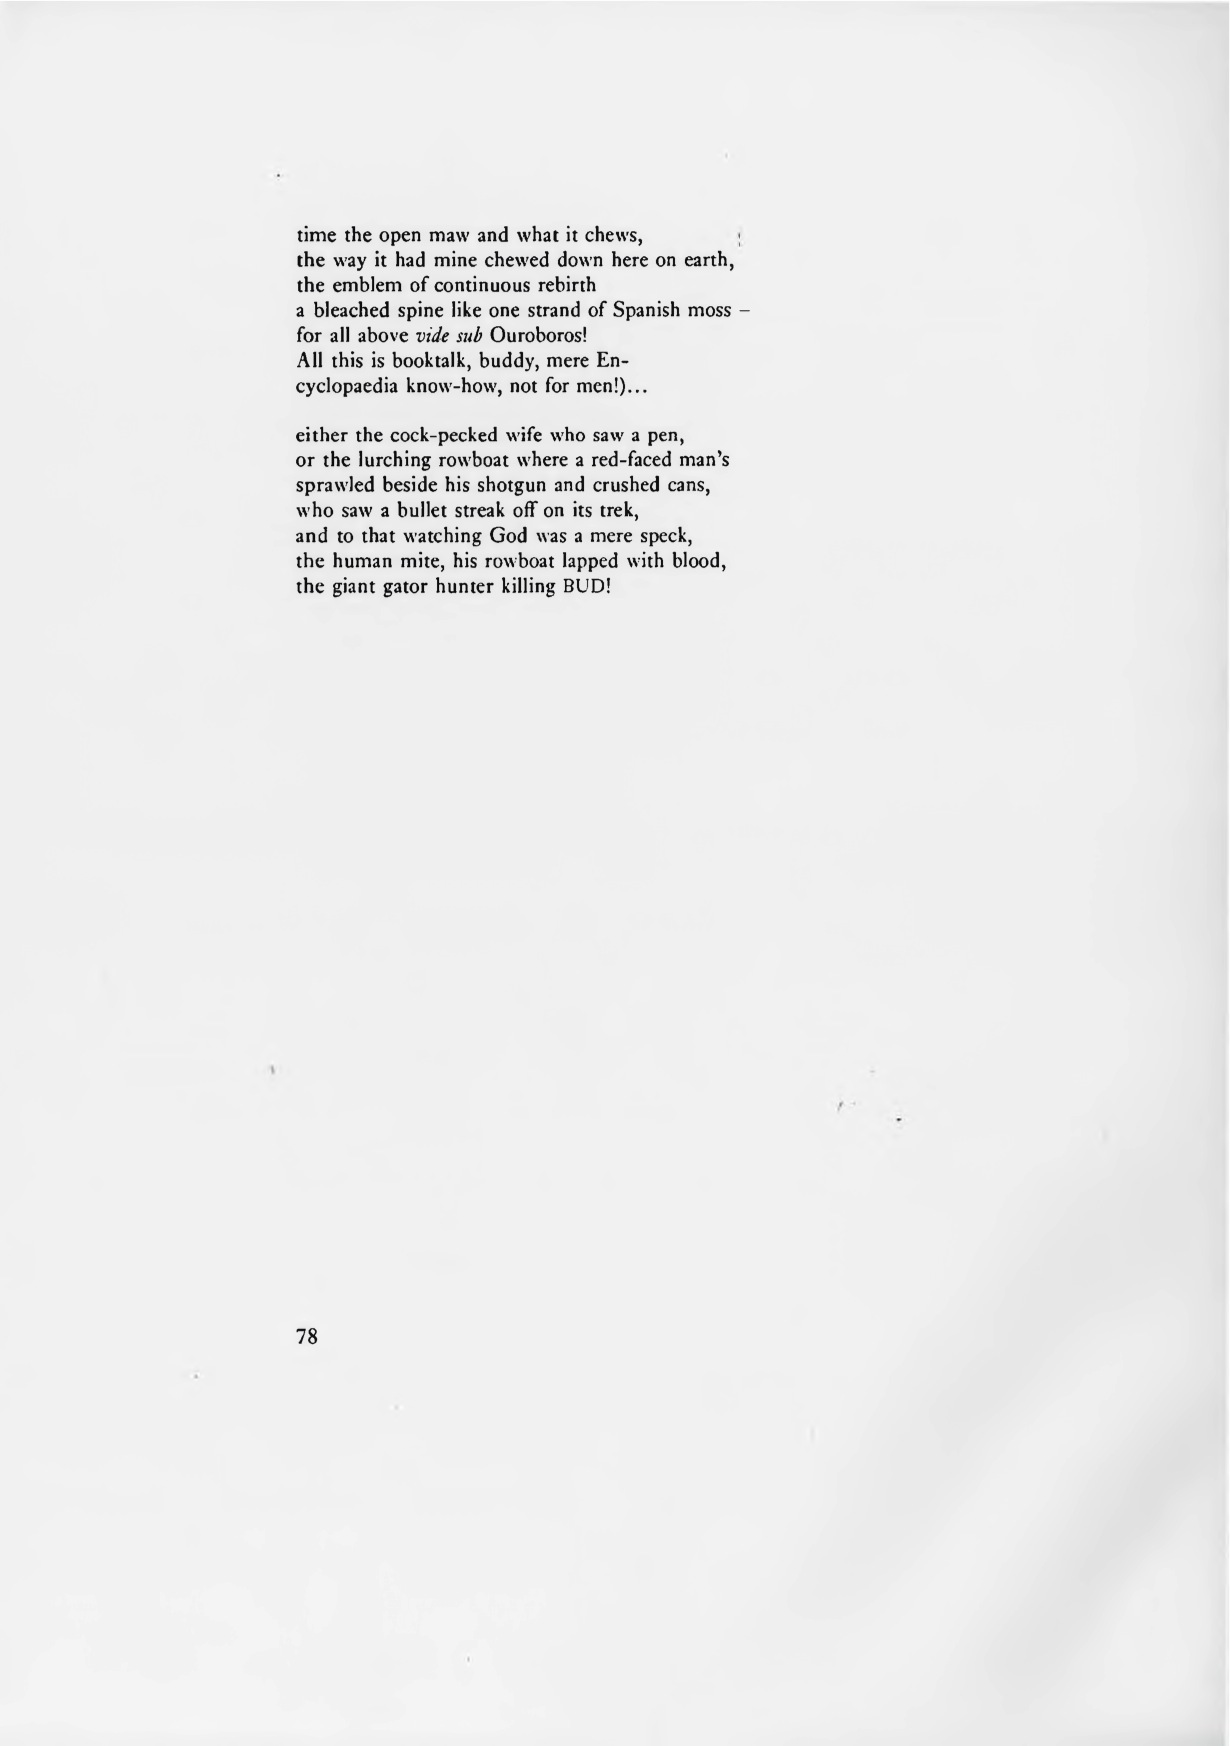 time the open maw and what it chews,
the way it had mine chewed down here on earth,
the emblem of continuous rebirth
a bleached spine like one strand of Spanish moss –
for all above vide sub Ouroboros!
All this is booktalk, buddy, mere En-
cyclopaedia know-how, not for men!)...

either the cock-pecked wife who saw a pen,
or the lurching rowboat where a red-faced man's
sprawled beside his shotgun and crushed cans,
who saw a bullet streak off on its trek,
and to that watching God was a mere speck,
the human mite, his rowboat lapped with blood,
the giant gator hunter killing BUD!

78